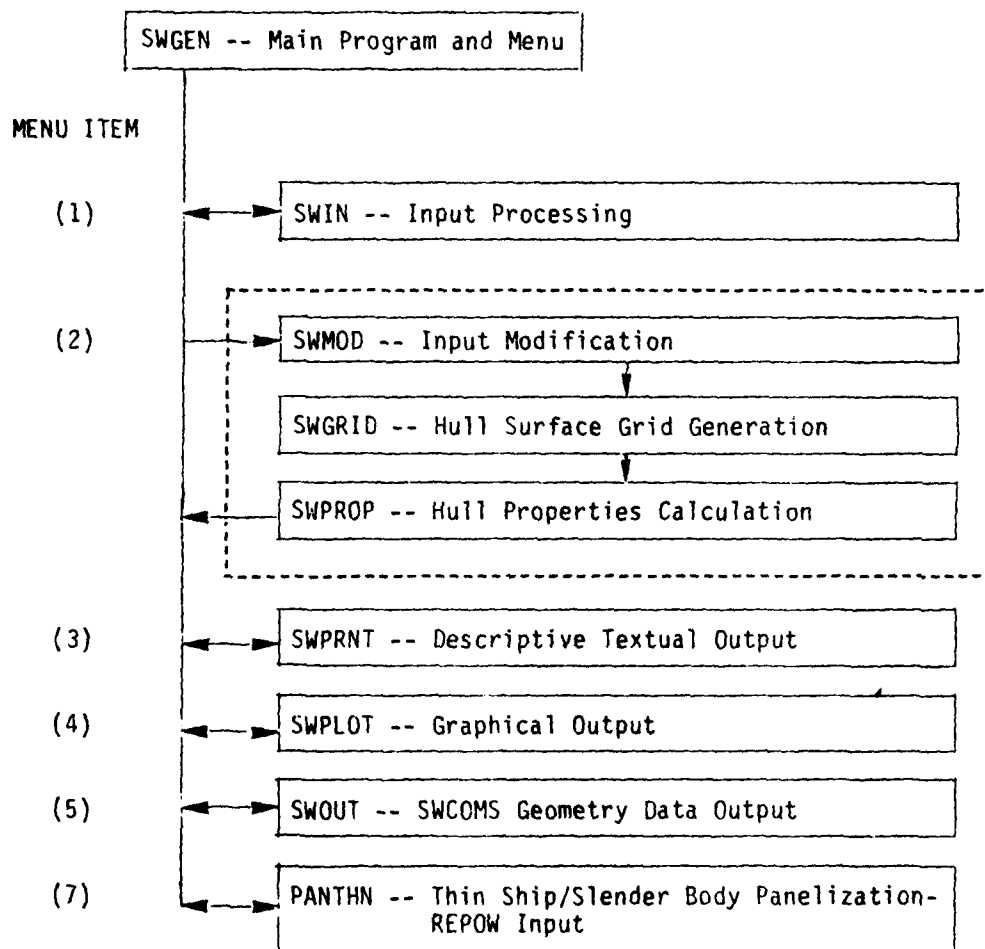 SWGEN -- Main Program and Menu
MENU ITEM
(1)
SWIN -- Input Processing
(2)
SWMOD -- Input Modification
SWGRID -- Hull Surface Grid Generation
SWPROP -- Hull Properties Calculation
(3)
SWPRNT -- Descriptive Textual Output
(4)
SWPLOT -- Graphical Output
(5)
SWOUT -- SWCOMS Geometry Data Output
(7)
PANTHN -- Thin Ship/Slender Body Panelization-
REPOW Input